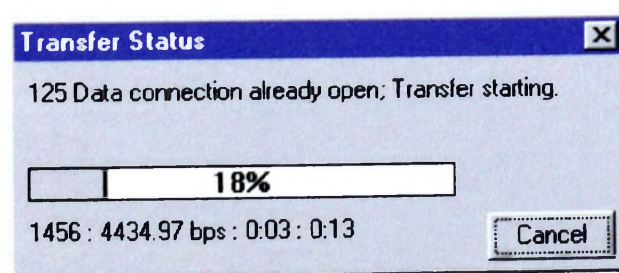 Transfer Status
125 Data connection already open; Transfer starting.
18%
1456 : 4434.97 bps : 0:03 : 0:13
Cancel